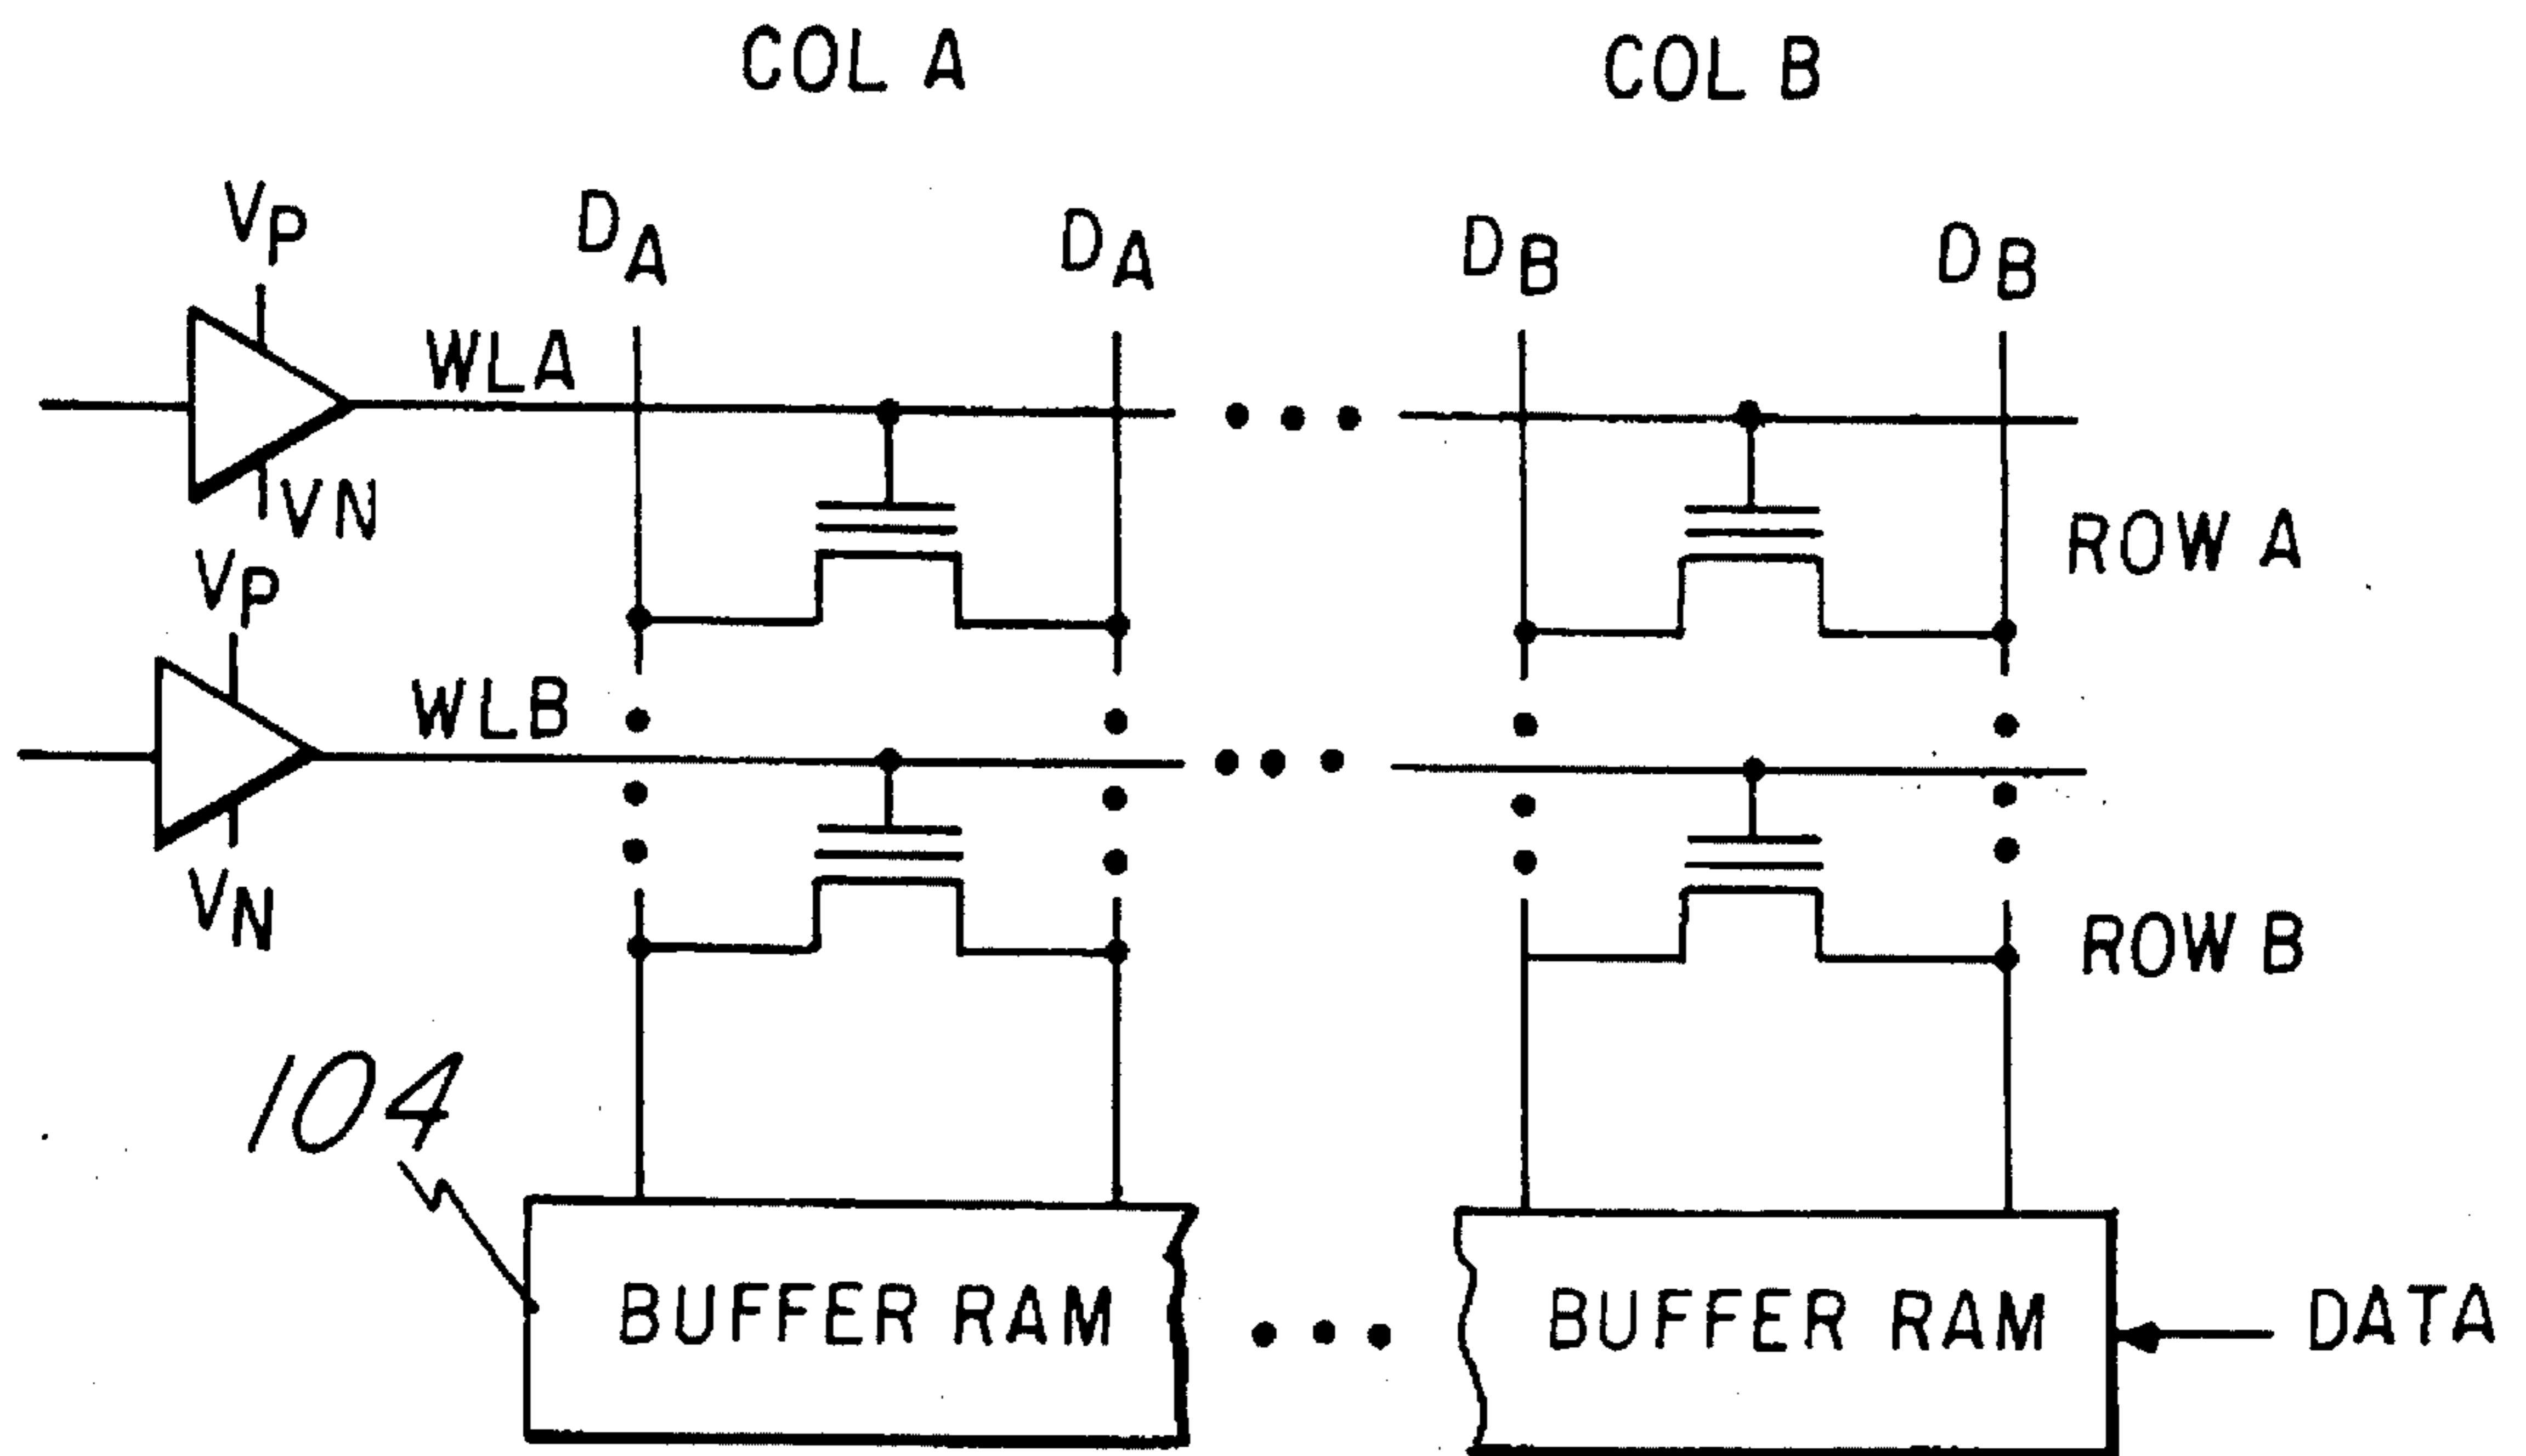 COL A COL B
VP DA DA DB DB
WLA
VN ROW A
VP
WLB
VN ROW B
104
BUFFER RAM BUFFER RAM DATA